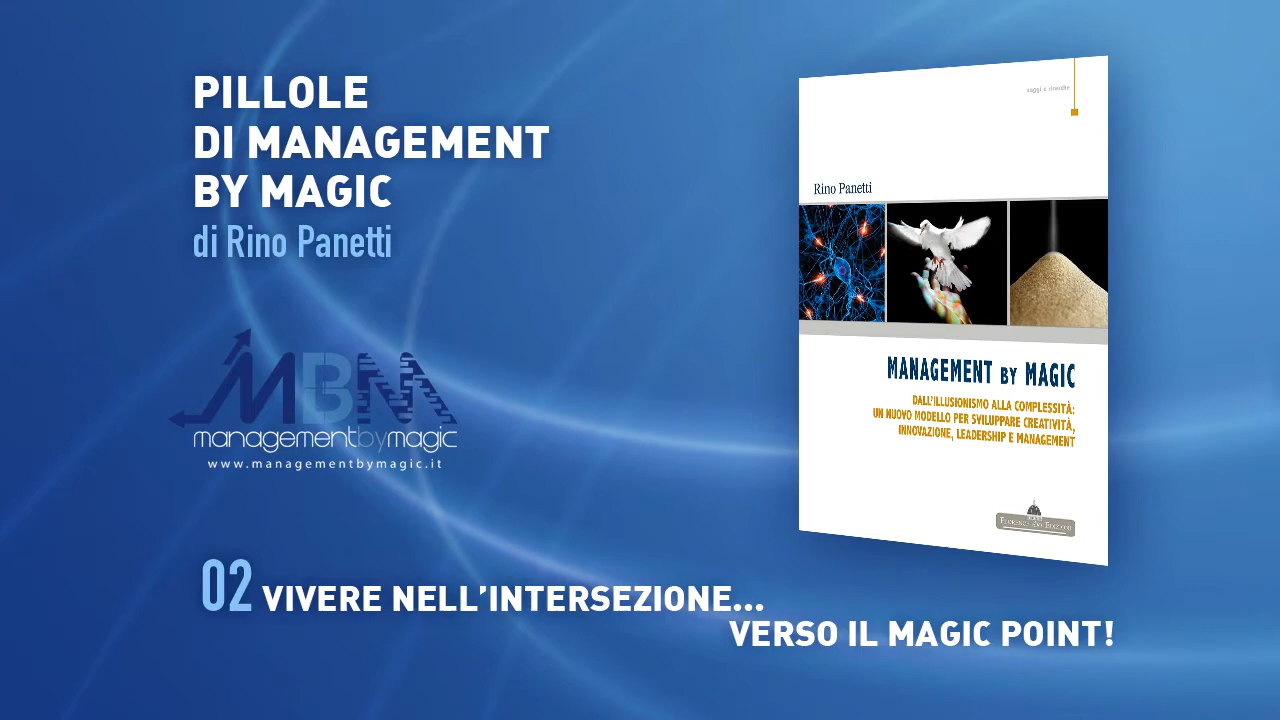 PILLOLE
DI MANAGEMENT
BY MAGIC
di Rino Panetti
MBM
managementbymagic
www.managementbymagic.it
saggi e ricerche
Rino Panetti
MANAGEMENT BY MAGIC
DALL'ILLUSIONISMO ALLA COMPLESSITÀ:
UN NUOVO MODELLO PER SVILUPPARE CREATIVITÀ,
INNOVAZIONE, LEADERSHIP E MANAGEMENT
02 VIVERE NELL'INTERSEZIONE...
VERSO IL MAGIC POINT!